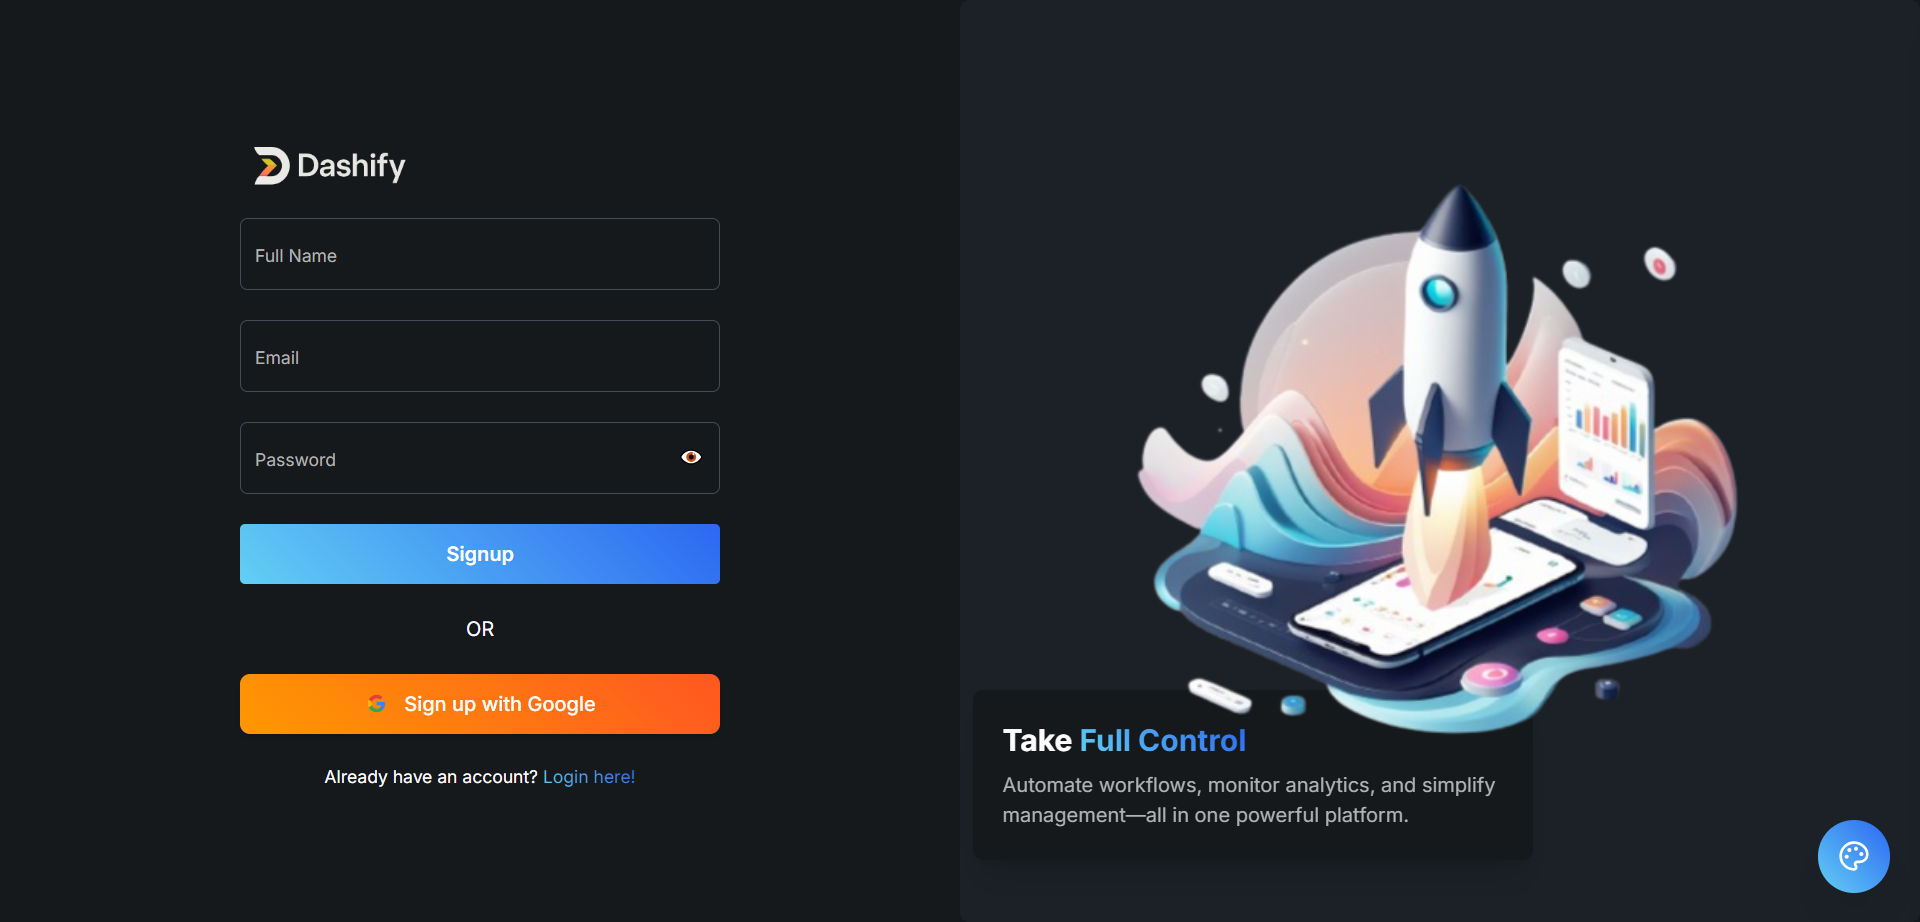 Dashify
Full Name
Email
Password
Signup
OR
Sign up with Google
Already have an account? Login here!
Take Full Control
Automate workflows, monitor analytics, and simplify
management—all in one powerful platform.